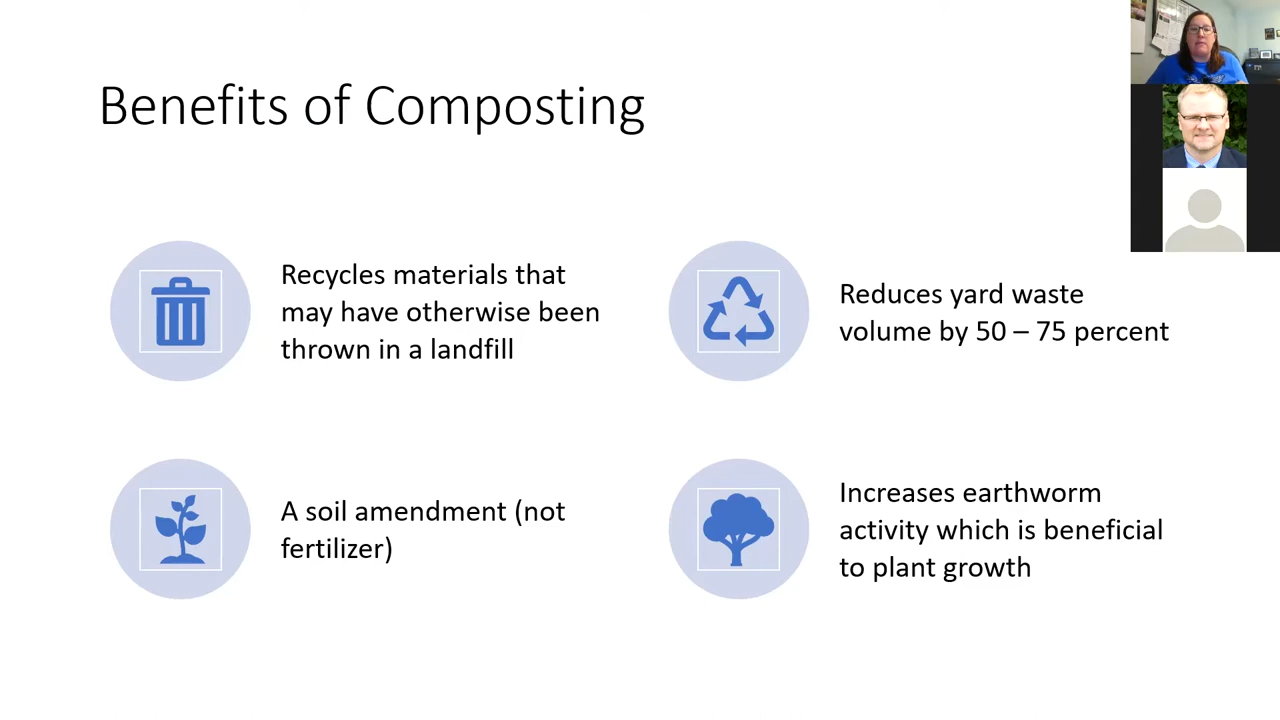 Benefits of Composting
Recycles materials that
may have otherwise been
thrown in a landfill
Reduces yard waste
volume by 50 – 75 percent
A soil amendment (not
fertilizer)
Increases earthworm
activity which is beneficial
to plant growth